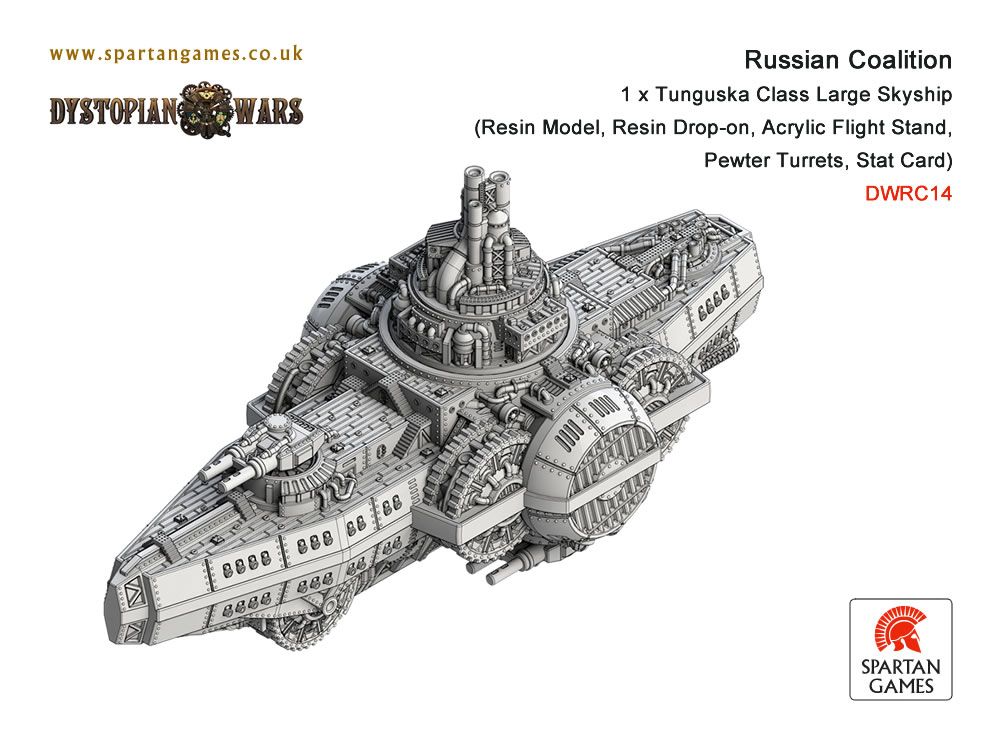 www.spartangames.co.uk
DYSTOPIAN WARS
Russian Coalition
1 x Tunguska Class Large Skyship
(Resin Model, Resin Drop-on, Acrylic Flight Stand,
Pewter Turrets, Stat Card)
DWRC14
SPARTAN
GAMES